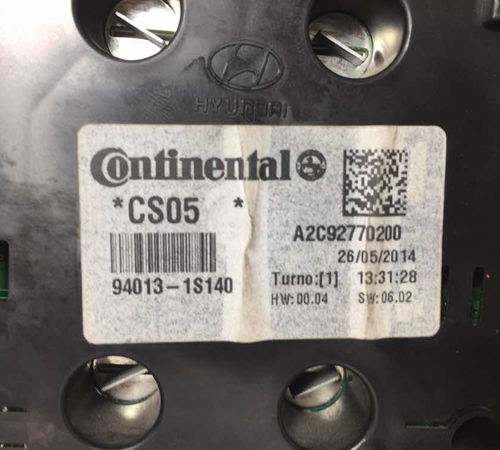 HYUNDAI
Continental
*CS05 *
A2C92770200
26/05/2014
94013-1S140
Turno:[1] 13:31:28
HW:00.04 SW:06.02